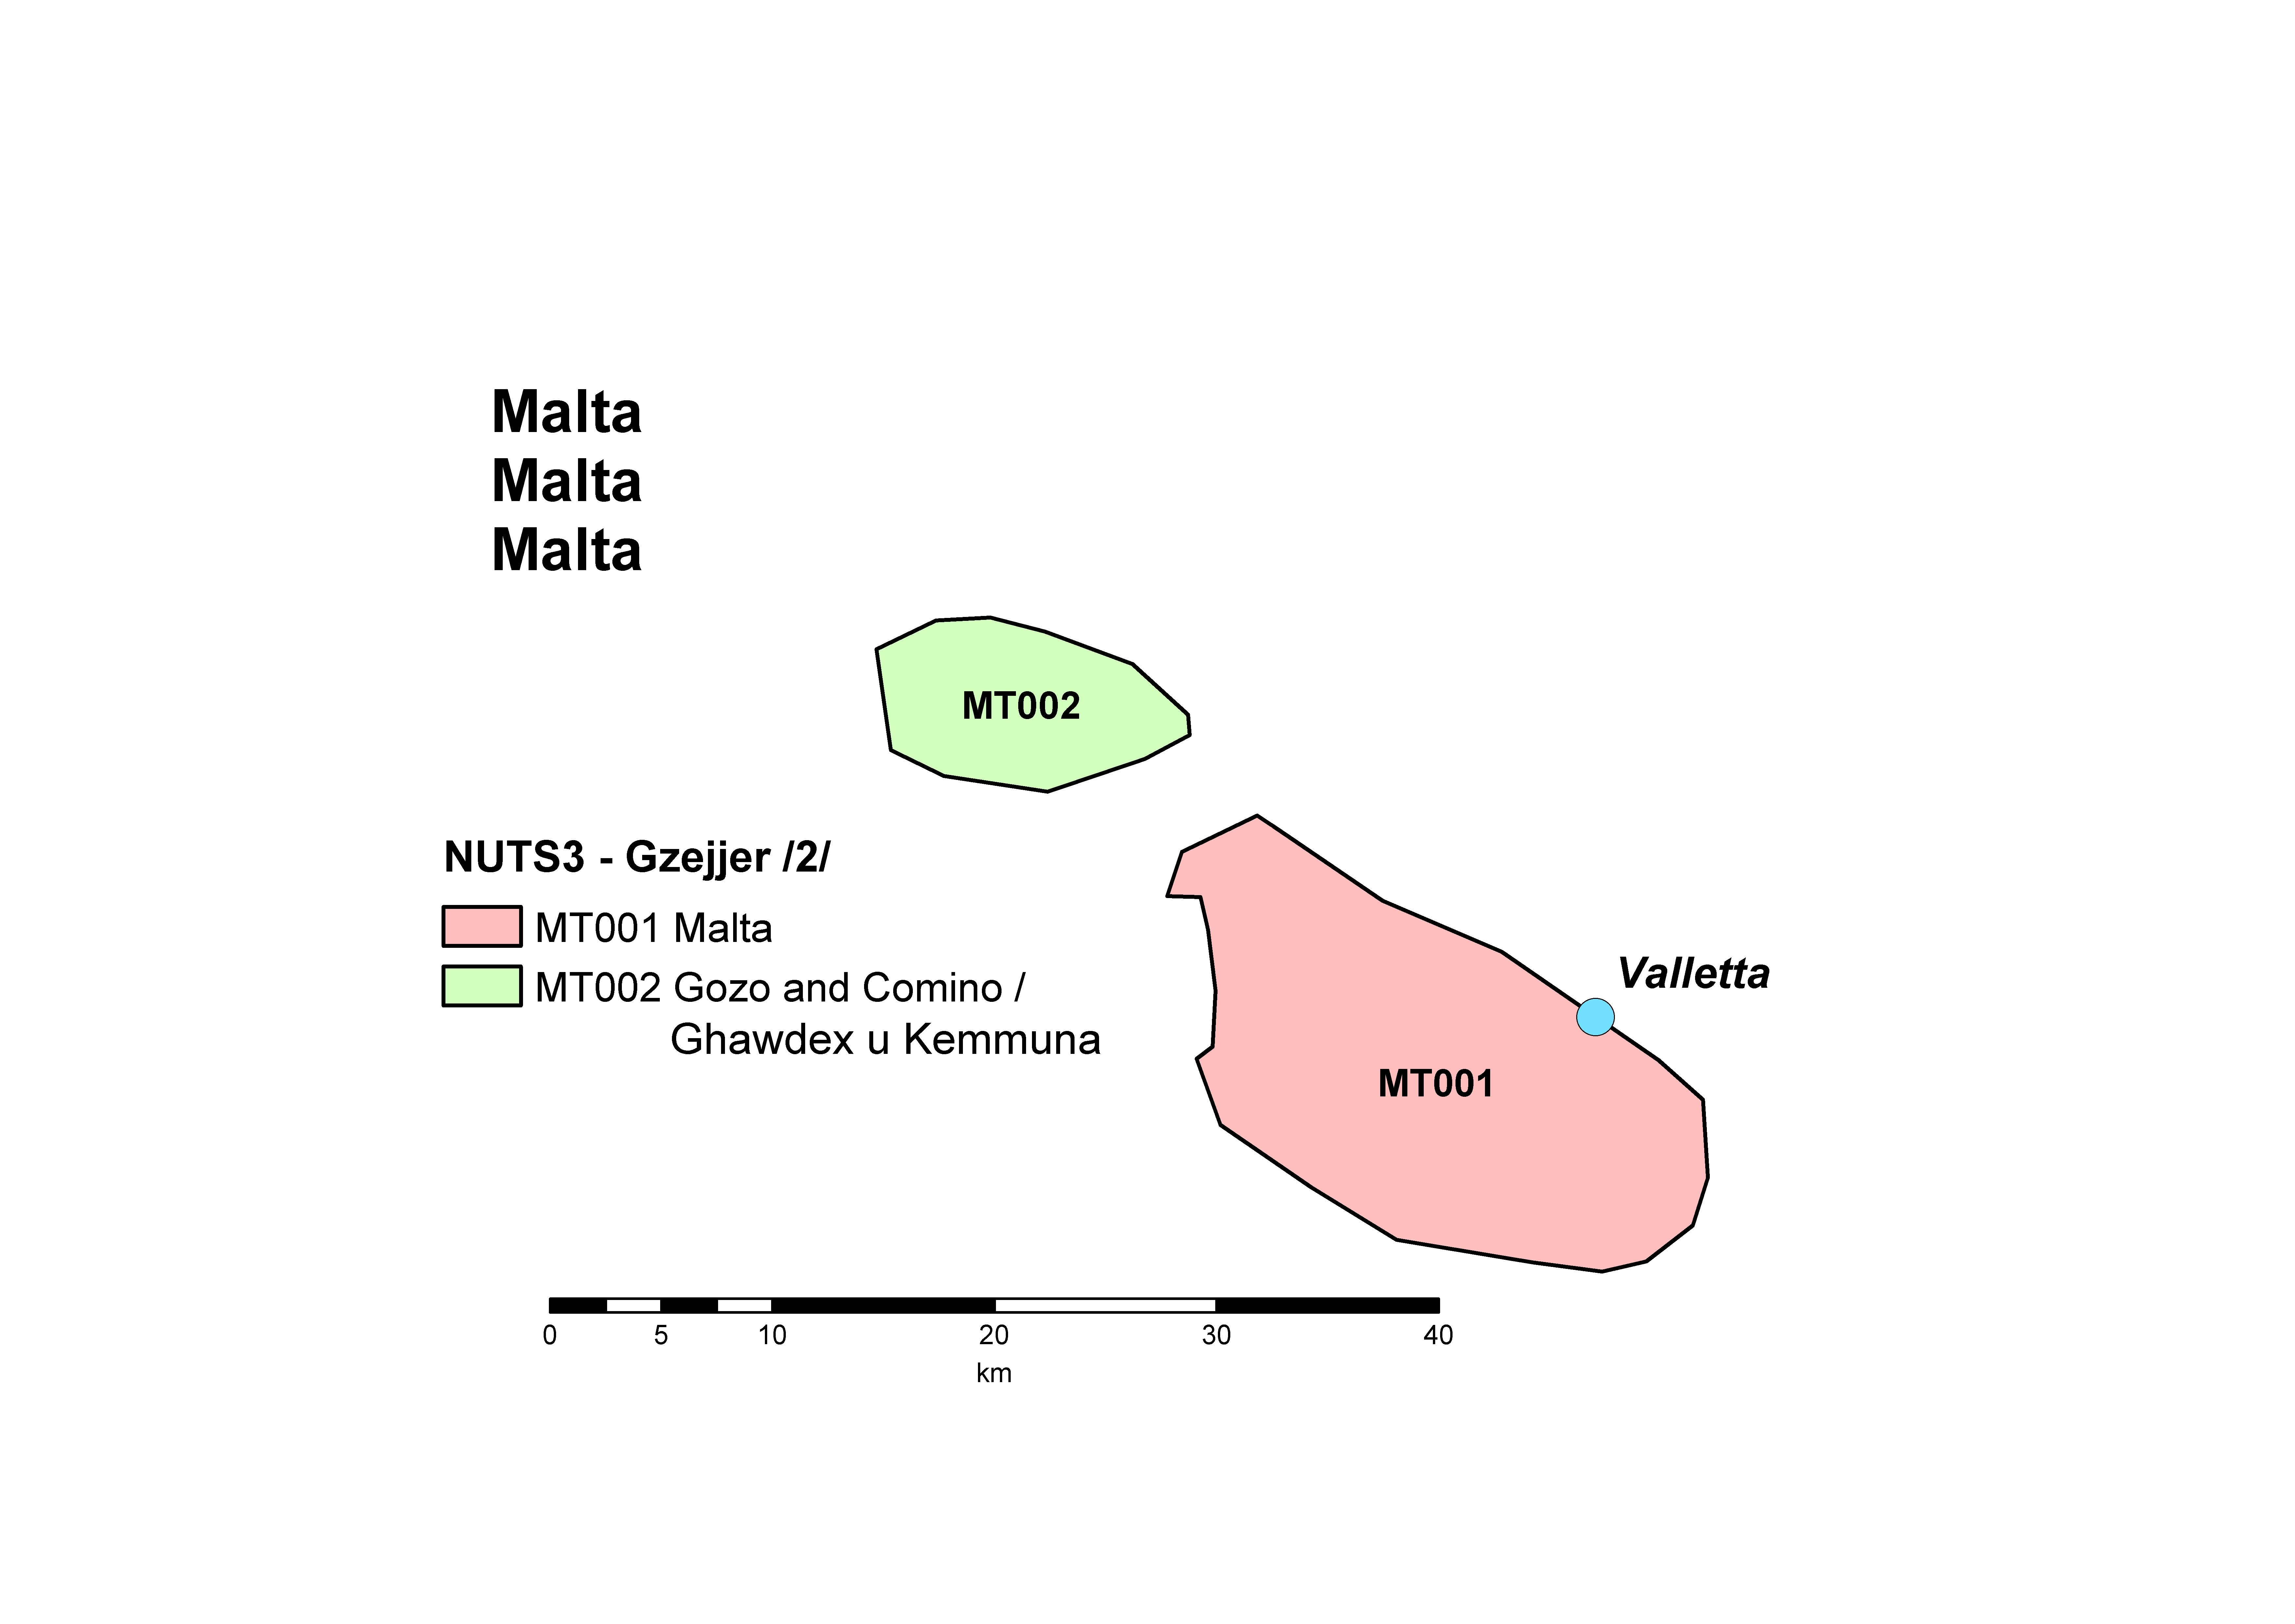 Malta
Malta
Malta
MT002
NUTS3 - Gzejjer /2/
MT001 Malta
MT002 Gozo and Comino /
Ghawdex u Kemmuna
Valletta
MT001
0 5 10 20 30 40
km